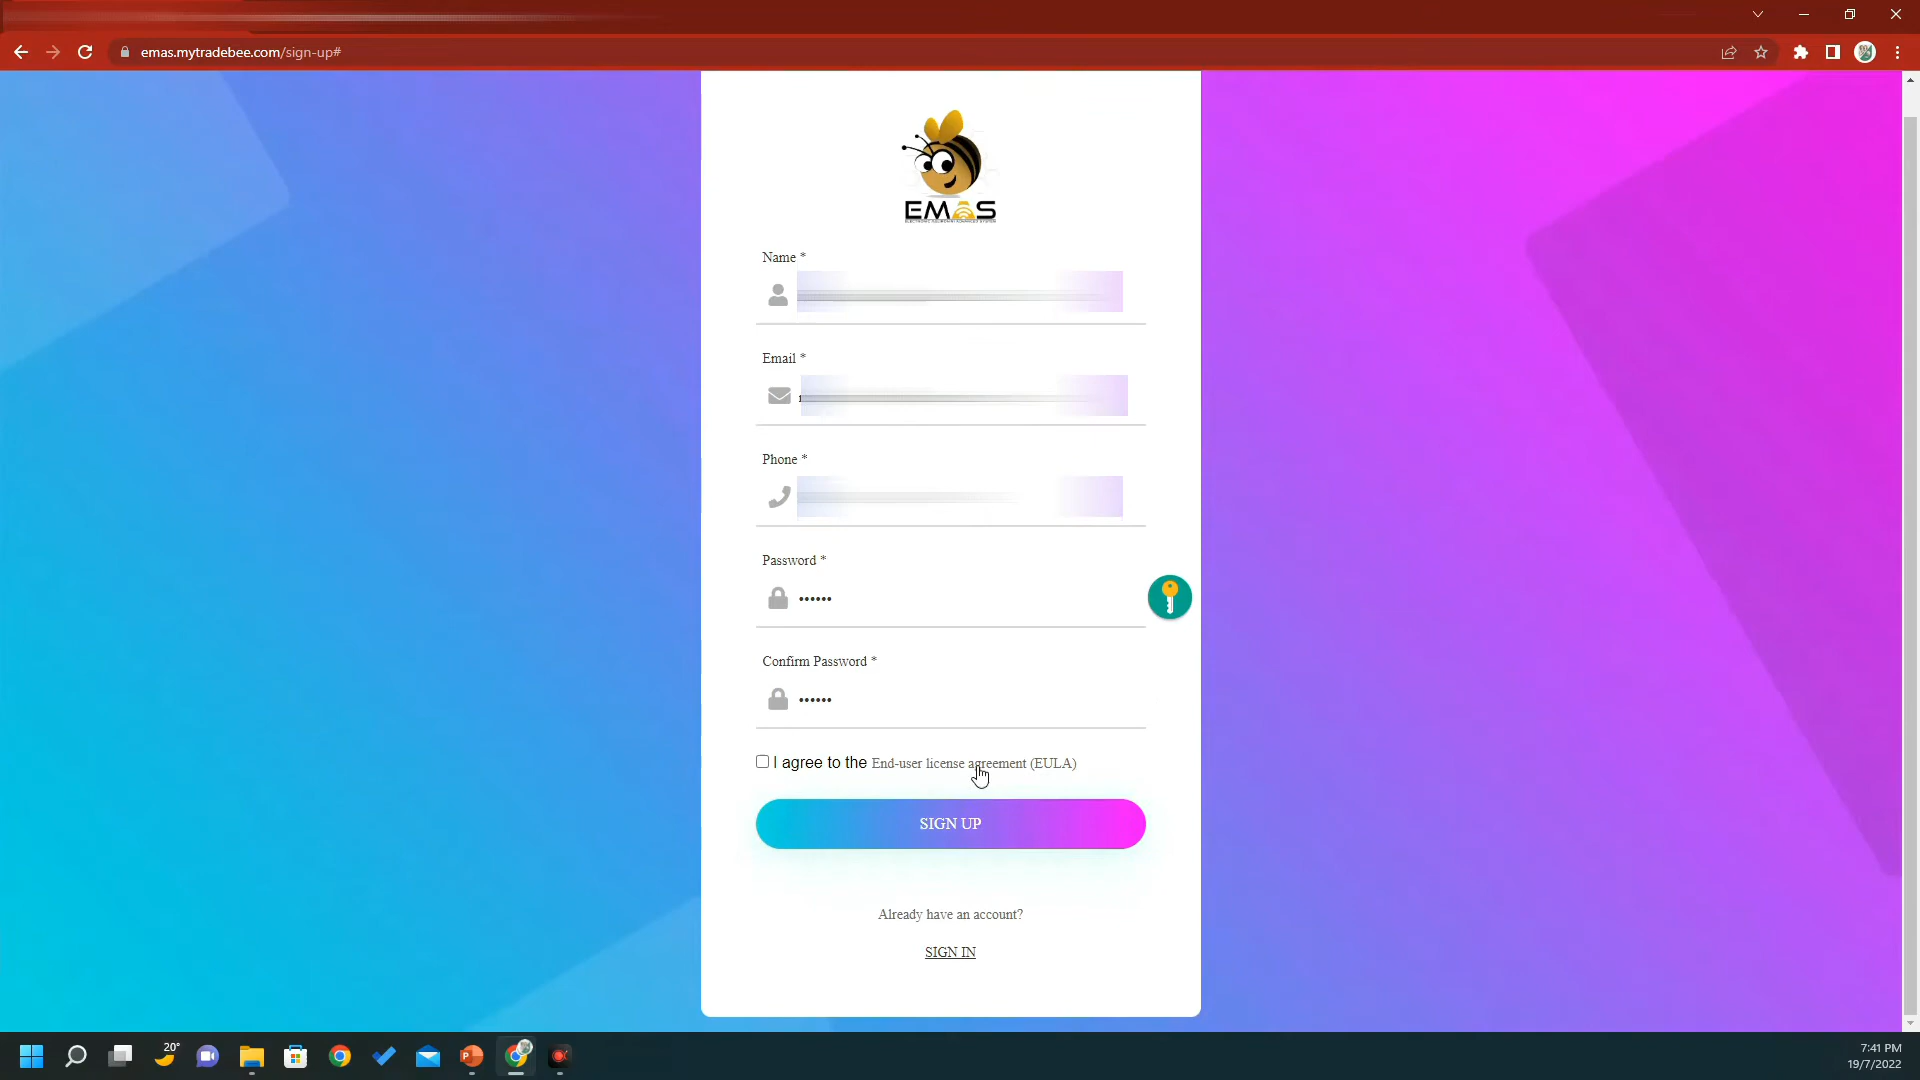 emas.mytradebee.com/sign-up#
EMAS
Name *
Email *
Phone *
Password *
••••••
Confirm Password *
••••••
I agree to the End-user license agreement (EULA)
SIGN UP
Already have an account?
SIGN IN
20°
7:41 PM
19/7/2022